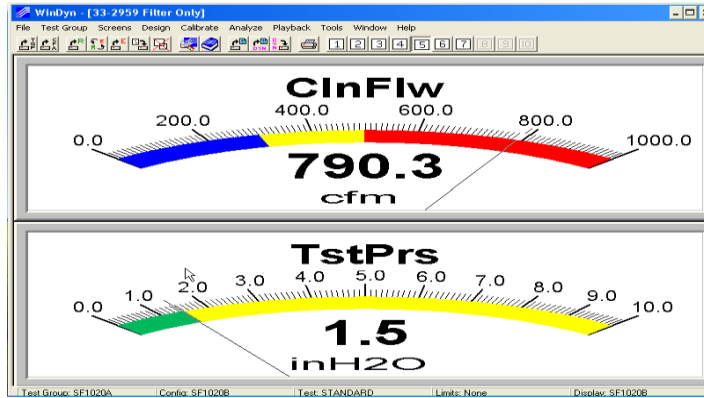 WinDyn - [33-2959 Filter Only]
File Test Group Screens Design Calibrate Analyze Playback Tools Window Help
1 2 3 4 5 6 7 8 9 10
ClnFlw
0.0 200.0 400.0 600.0 800.0 1000.0
790.3
cfm
TstPrs
0.0 1.0 2.0 3.0 4.0 5.0 6.0 7.0 8.0 9.0 10.0
1.5
inH2O
Test Group: SF1020A Config: SF1020B Test: STANDARD Limits: None Display: SF1020B